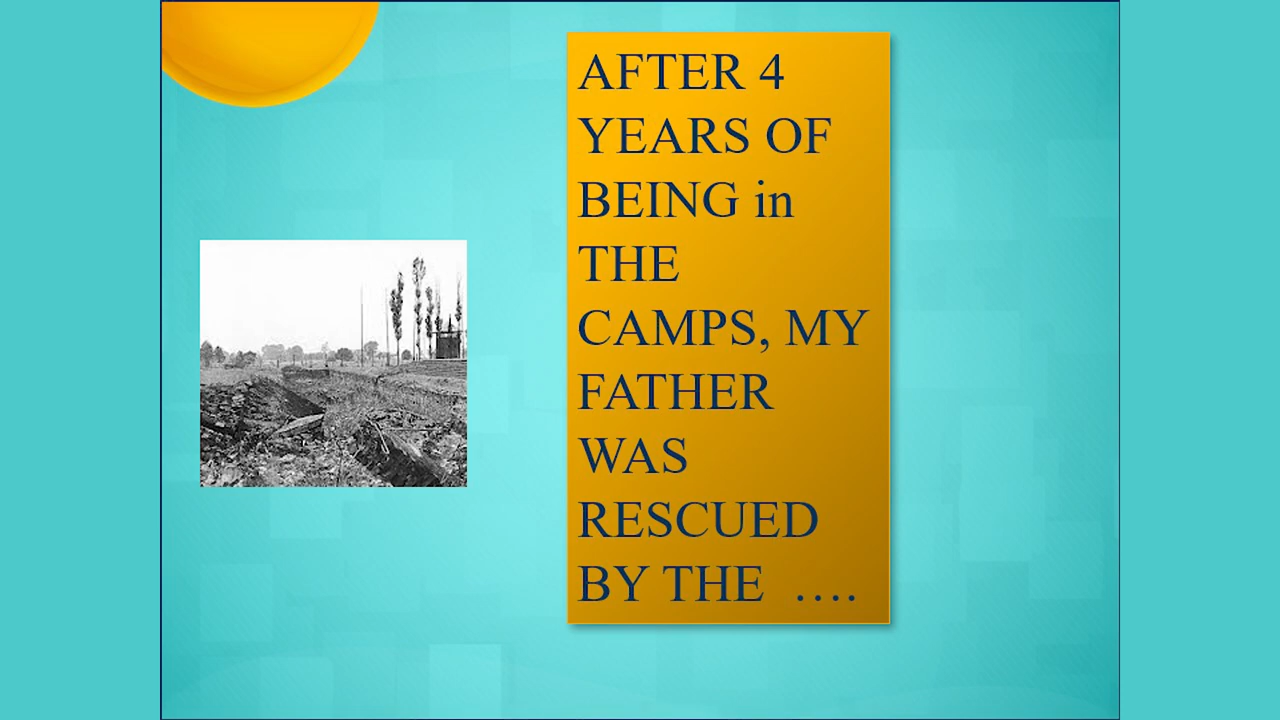 AFTER 4
YEARS OF
BEING in
THE
CAMPS, MY
FATHER
WAS
RESCUED
BY THE  ….